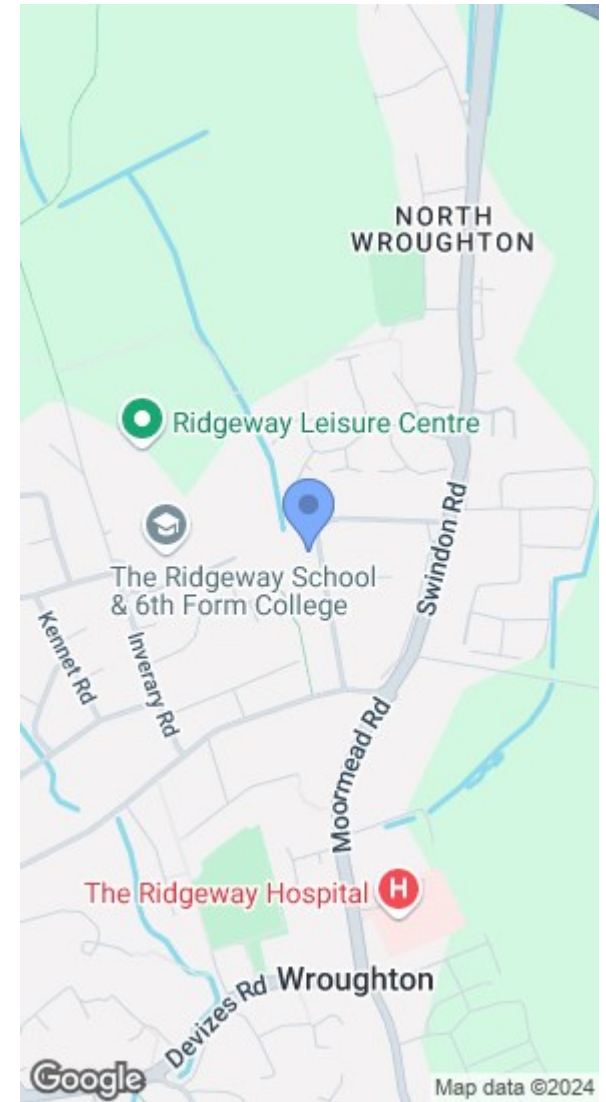 NORTH
WROUGHTON
Ridgeway Leisure Centre
The Ridgeway School
& 6th Form College
Swindon Rd
Kennet Rd
Inverary Rd
Moormead Rd
The Ridgeway Hospital
H
Wroughton
Devizes Rd
Google
Map data ©2024